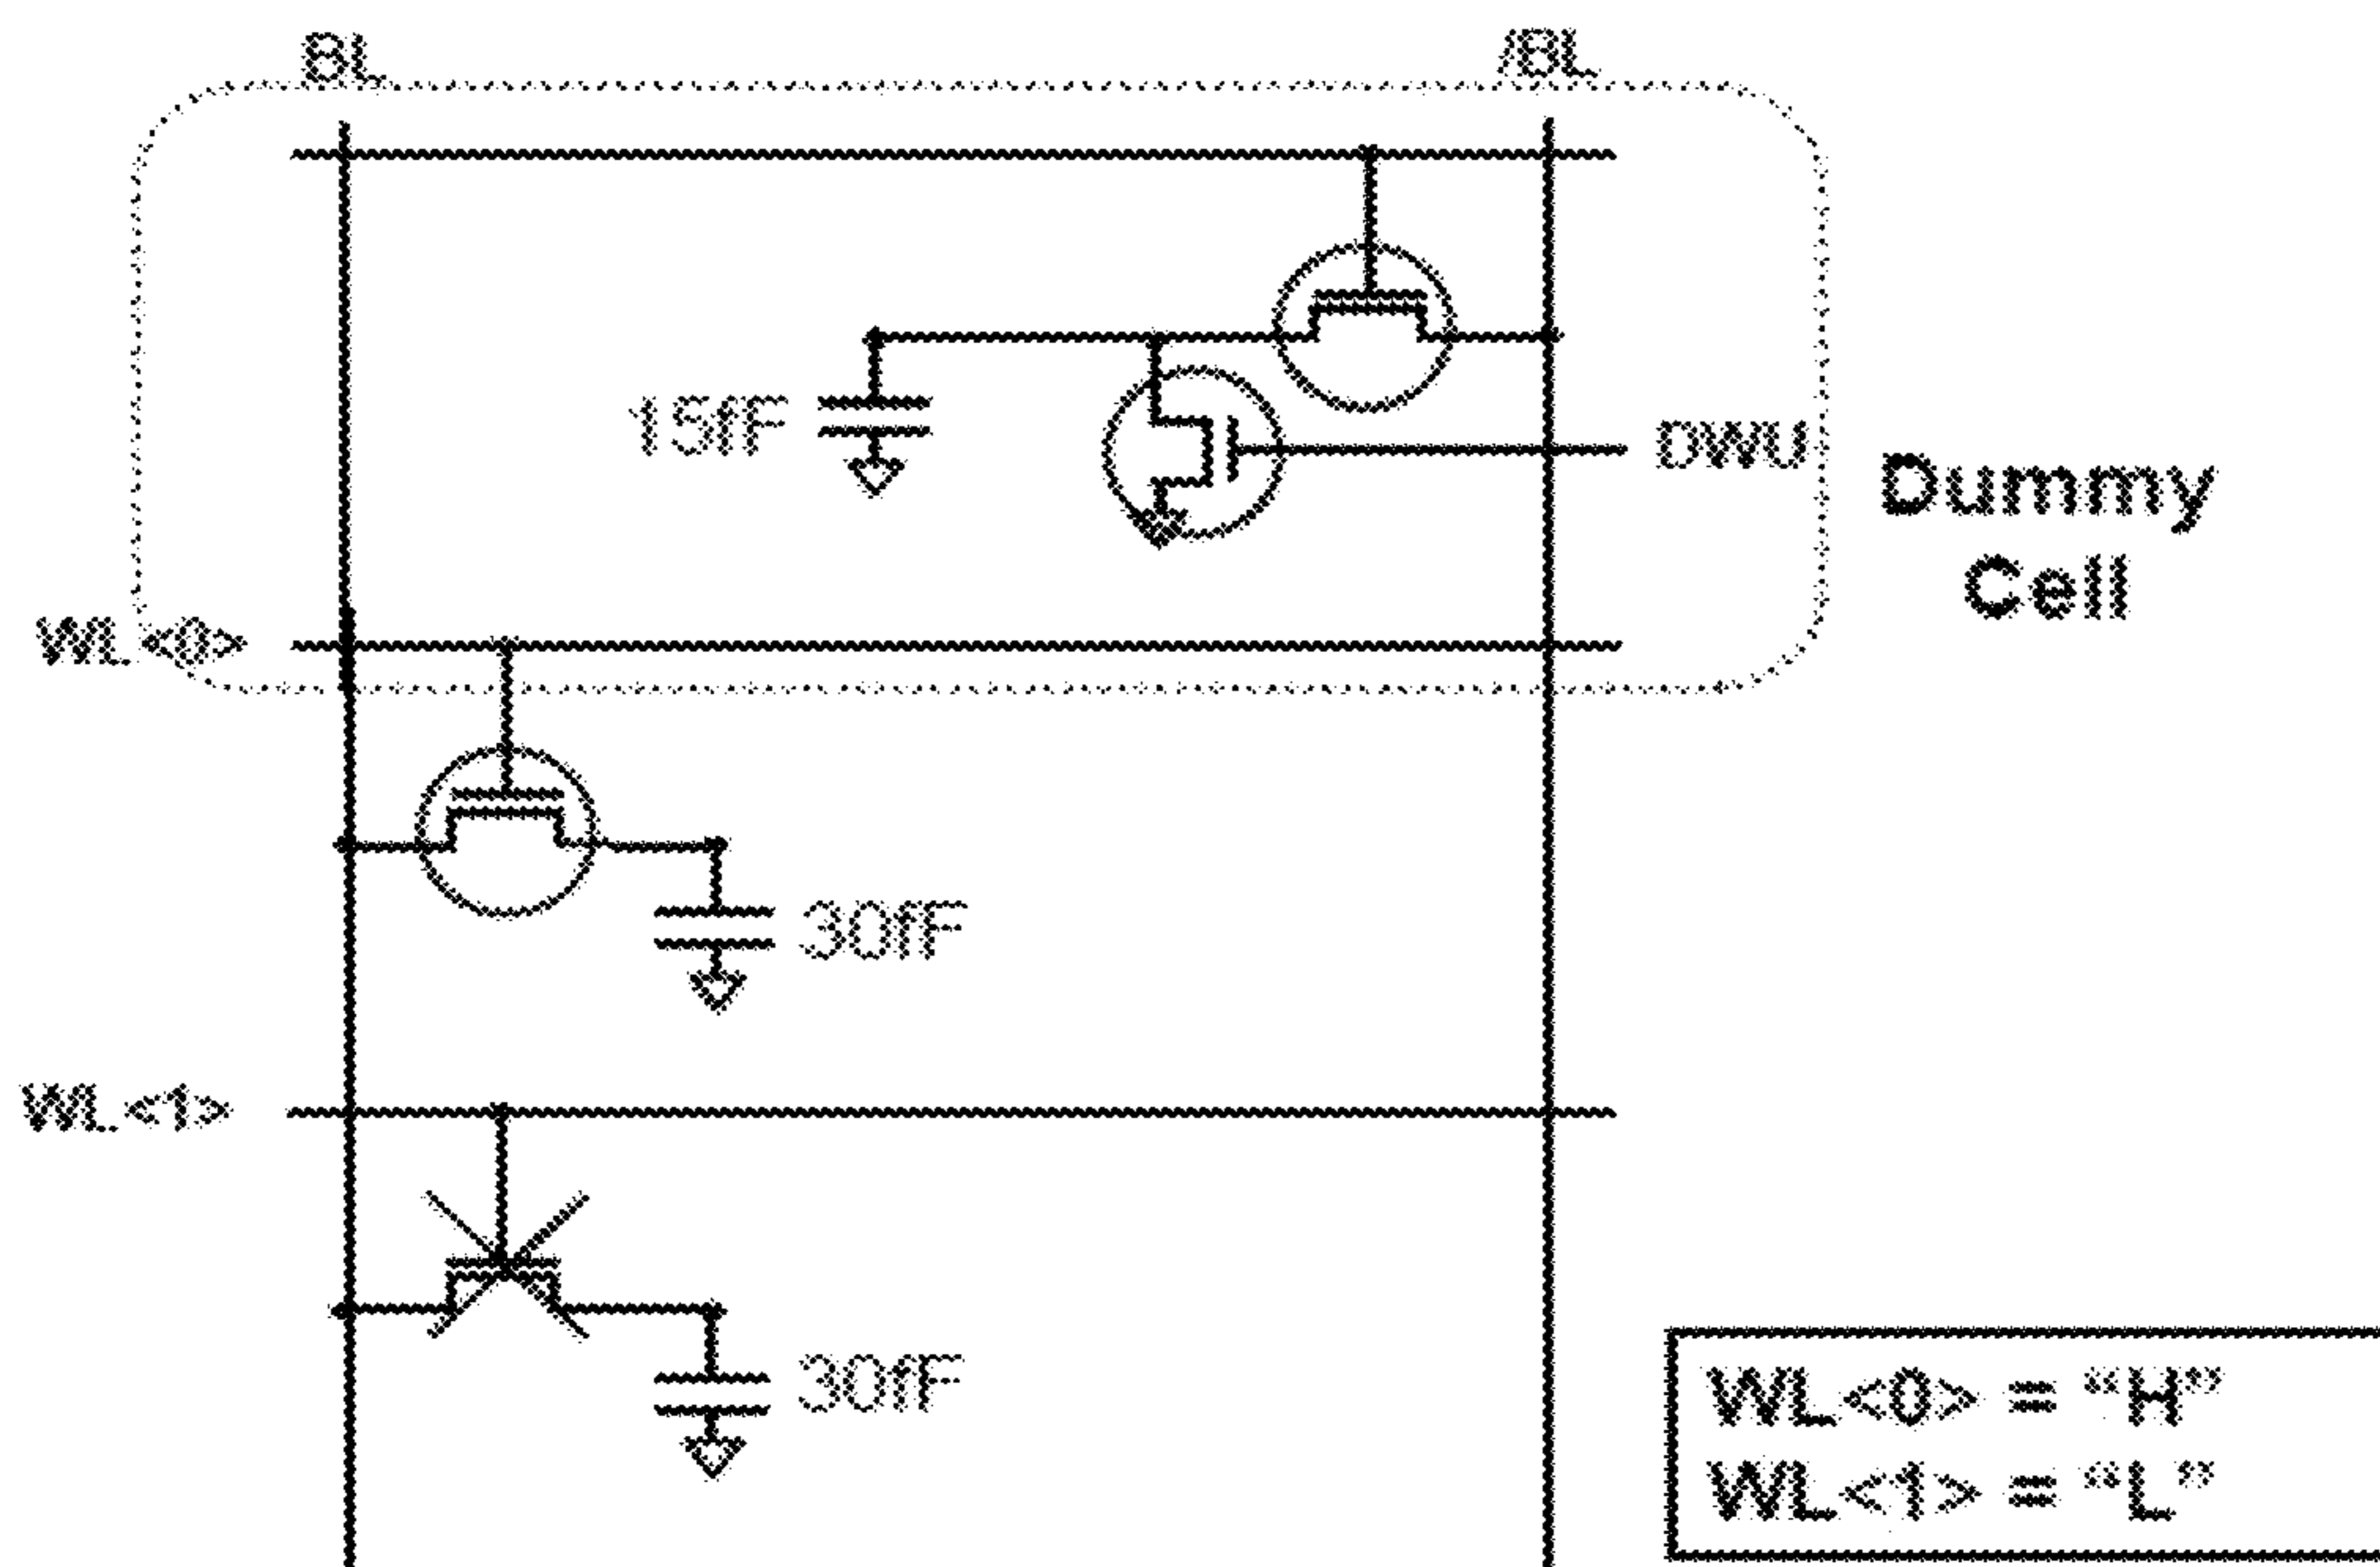 BL /BL
15fF
DWU
Dummy
Cell
WL<0>
30fF
WL<1>
30fF
WL<0> = “H”
WL<1> = “L”